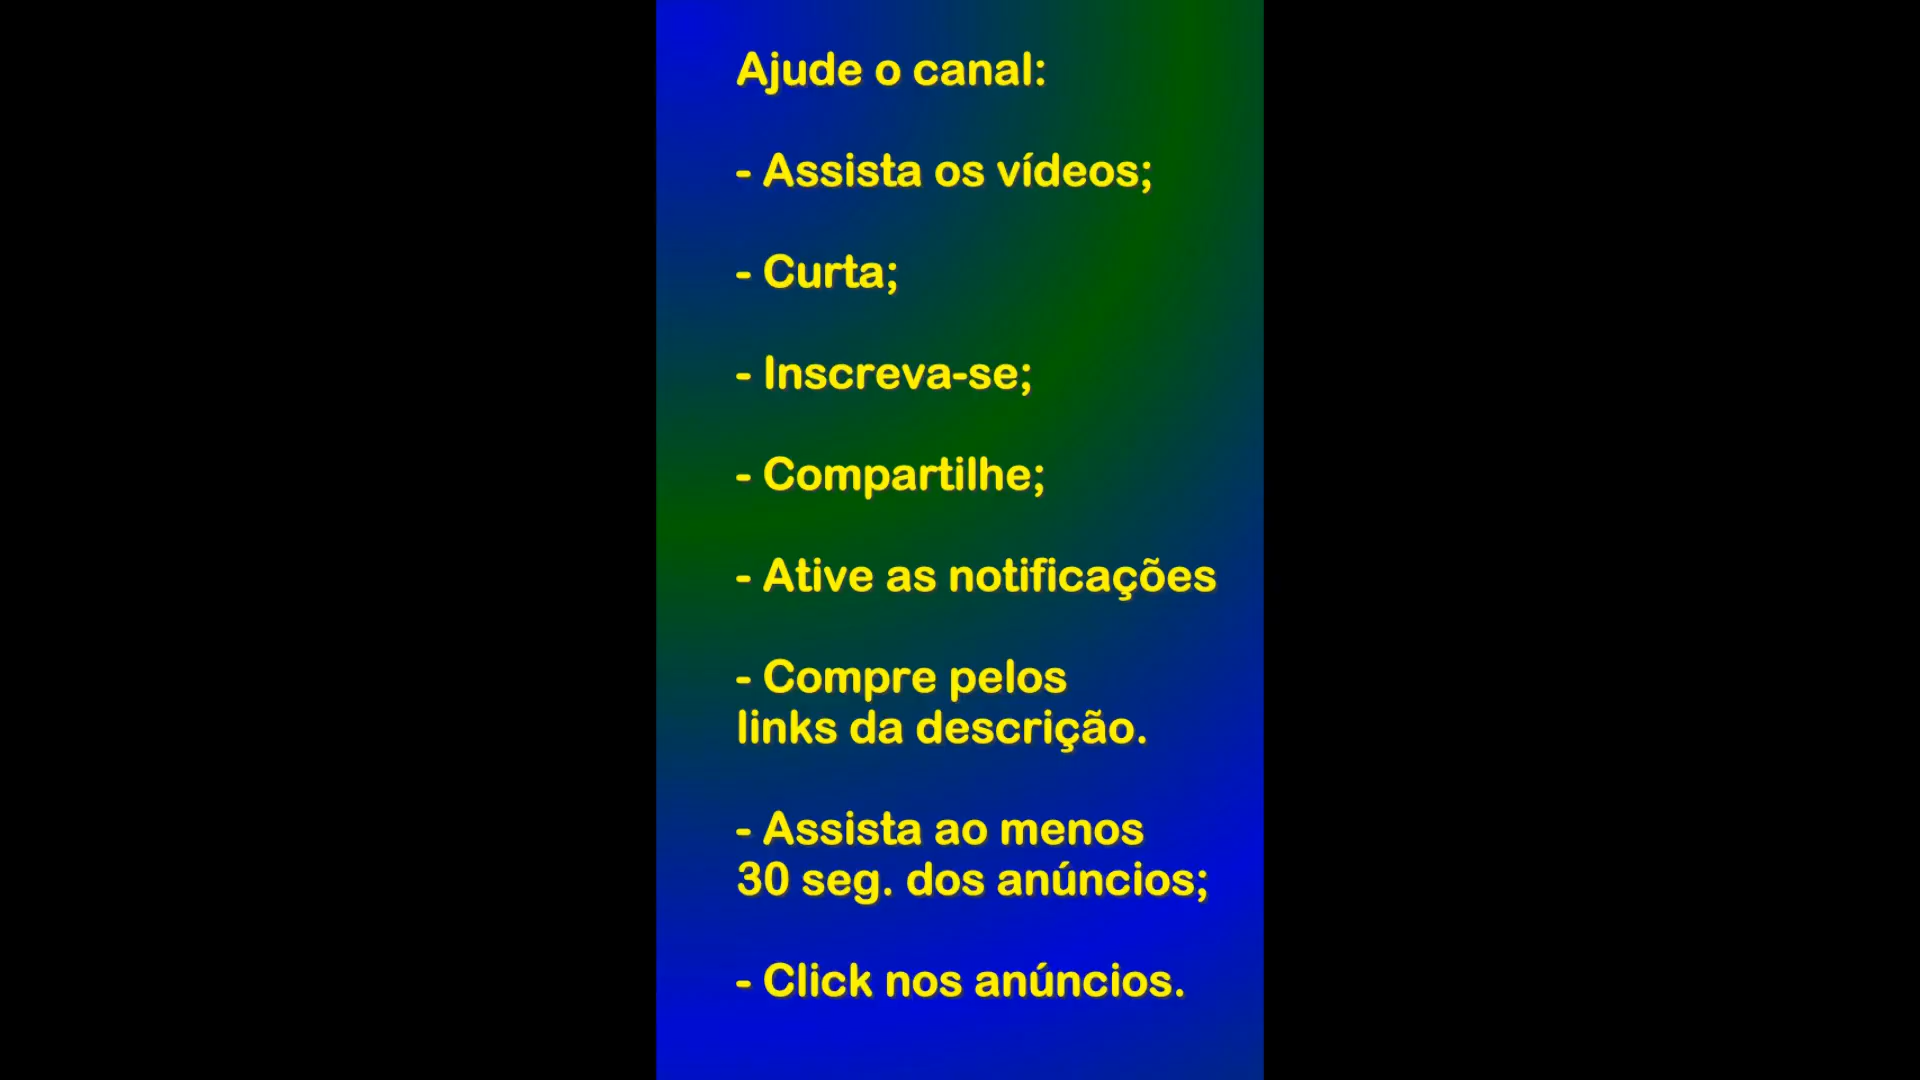 Ajude o canal:
- Assista os vídeos;
- Curta;
- Inscreva-se;
- Compartilhe;
- Ative as notificações
- Compre pelos
links da descrição.
- Assista ao menos
30 seg. dos anúncios;
- Click nos anúncios.